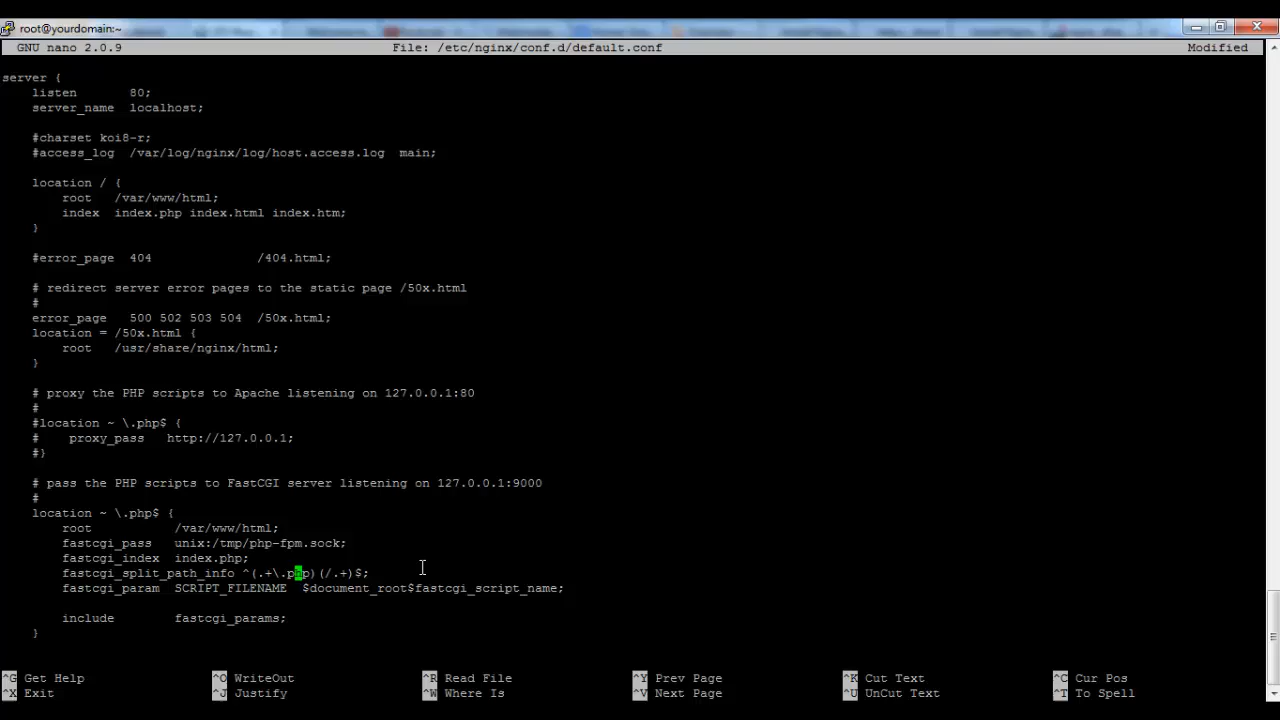 root@yourdomain:~
GNU nano 2.0.9 File: /etc/nginx/conf.d/default.conf Modified
server {
listen 80;
server_name localhost;
#charset koi8-r;
#access_log /var/log/nginx/log/host.access.log main;
location / {
root /var/www/html;
index index.php index.html index.htm;
}
#error_page 404 /404.html;
# redirect server error pages to the static page /50x.html
#
error_page 500 502 503 504 /50x.html;
location = /50x.html {
root /usr/share/nginx/html;
}
# proxy the PHP scripts to Apache listening on 127.0.0.1:80
#
#location ~ \.php$ {
# proxy_pass http://127.0.0.1;
#}
# pass the PHP scripts to FastCGI server listening on 127.0.0.1:9000
#
location ~ \.php$ {
root /var/www/html;
fastcgi_pass unix:/tmp/php-fpm.sock;
fastcgi_index index.php;
fastcgi_split_path_info ^(.+\.php)(/.+)$;
fastcgi_param SCRIPT_FILENAME $document_root$fastcgi_script_name;
include fastcgi_params;
}
^G Get Help ^O WriteOut ^R Read File ^Y Prev Page ^K Cut Text ^C Cur Pos
^X Exit ^J Justify ^W Where Is ^V Next Page ^U UnCut Text ^T To Spell